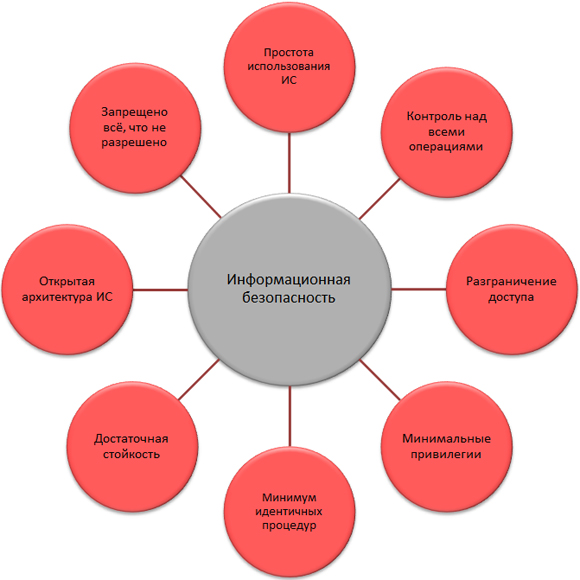 Простота
использования
ИС
Запрещено
всё, что не
разрешено
Контроль над
всеми
операциями
Открытая
архитектура ИС
Информационная
безопасность
Разграничение
доступа
Достаточная
стойкость
Минимальные
привилегии
Минимум
идентичных
процедур